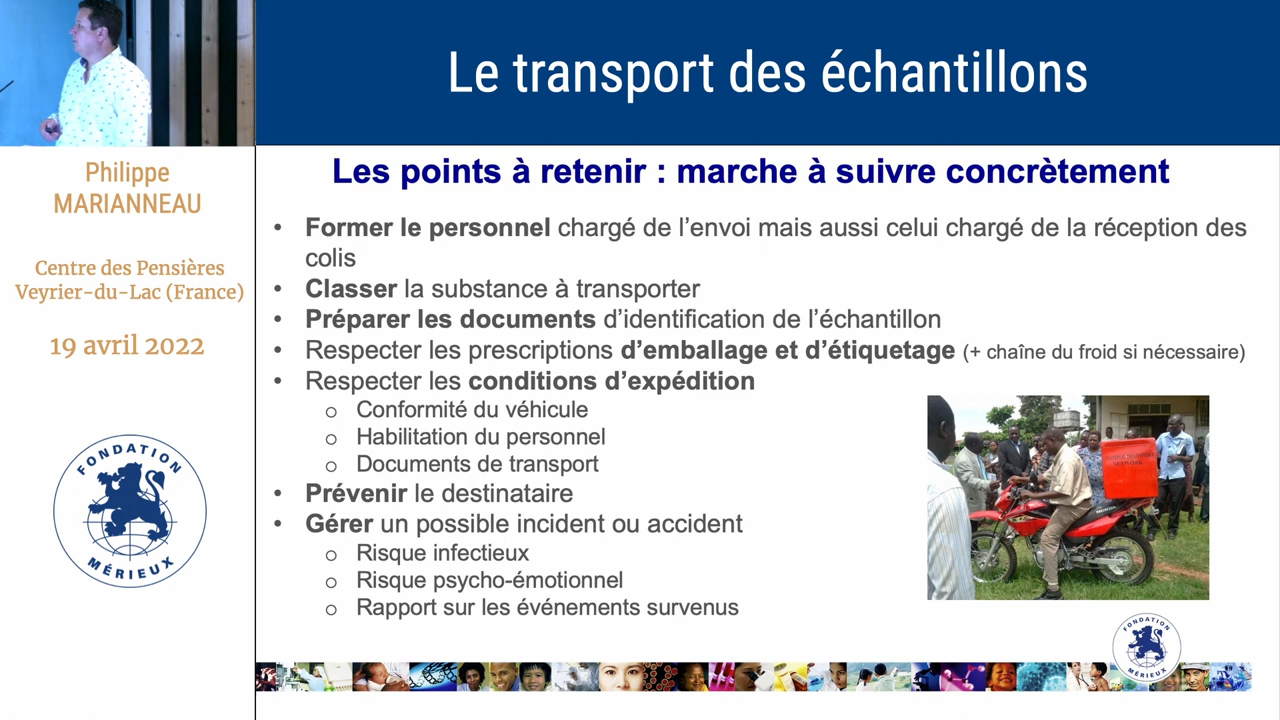 Le transport des échantillons
Philippe
MARIANNEAU
Centre des Pensières
Veyrier-du-Lac (France)
19 avril 2022
FONDATION
MÉRIEUX
Les points à retenir : marche à suivre concrètement
• Former le personnel chargé de l’envoi mais aussi celui chargé de la réception des
colis
• Classer la substance à transporter
• Préparer les documents d’identification de l’échantillon
• Respecter les prescriptions d’emballage et d’étiquetage (+ chaîne du froid si nécessaire)
• Respecter les conditions d’expédition
o Conformité du véhicule
o Habilitation du personnel
o Documents de transport
• Prévenir le destinataire
• Gérer un possible incident ou accident
o Risque infectieux
o Risque psycho-émotionnel
o Rapport sur les événements survenus
FONDATION
MÉRIEUX